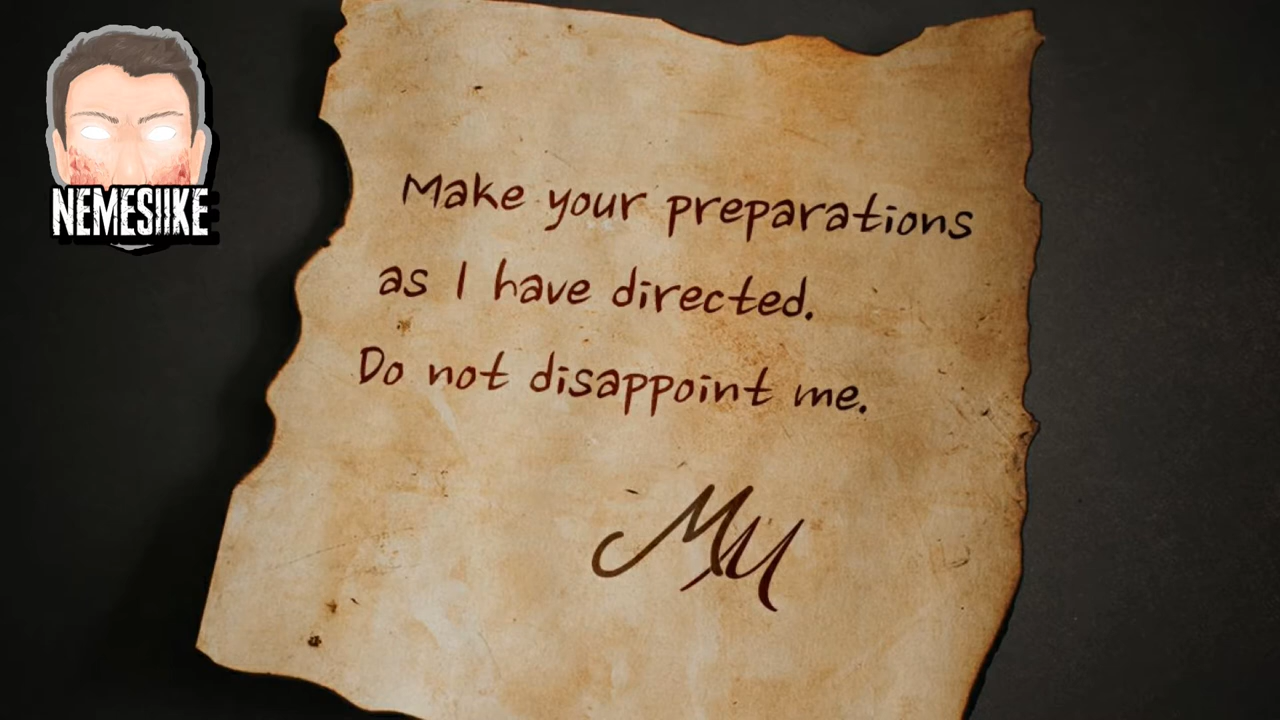 NEMESIIKE
Make your preparations
as I have directed.
Do not disappoint me.
MU